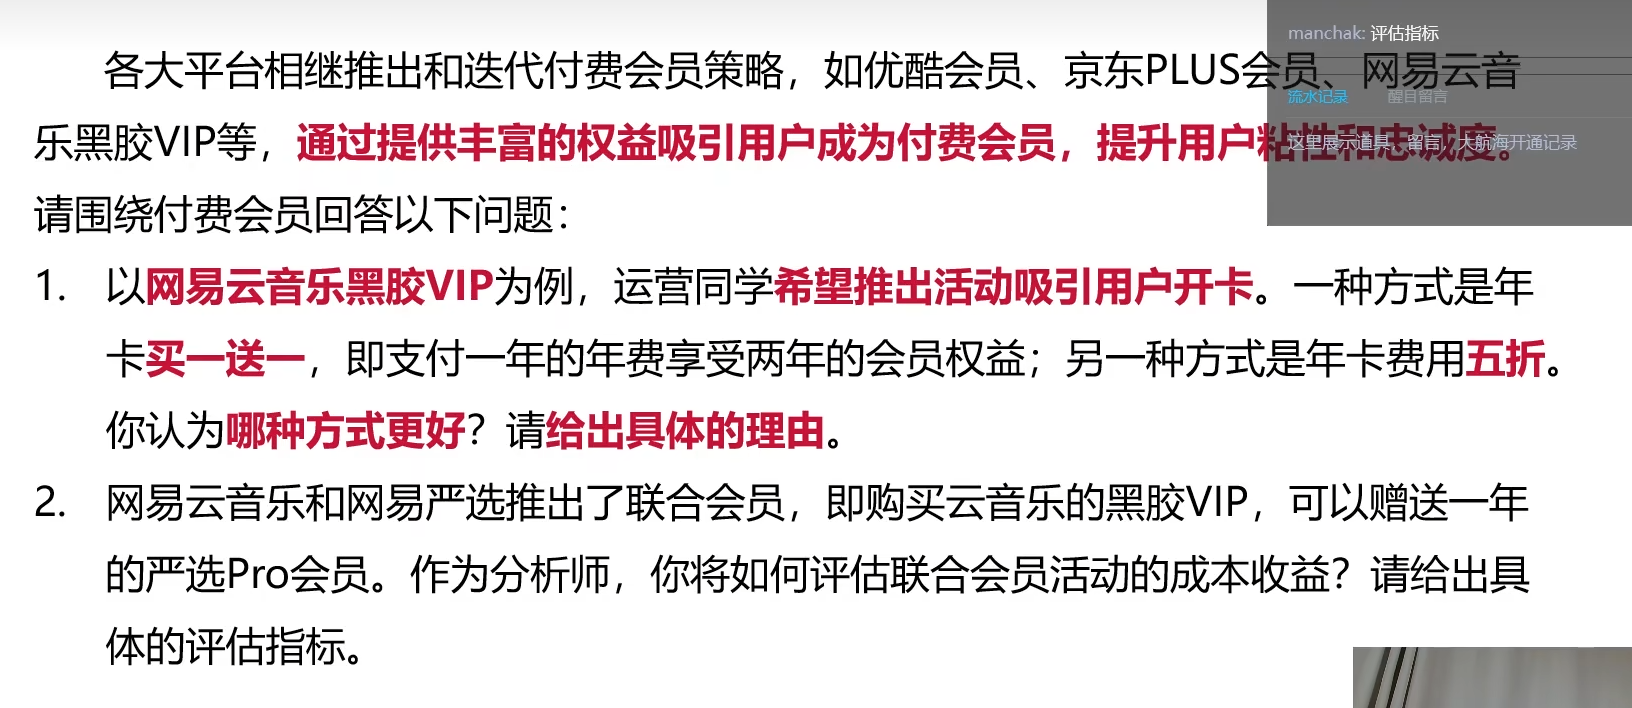 各大平台相继推出和迭代付费会员策略，如优酷会员、京东PLUS会员、网易云音
乐黑胶VIP等，通过提供丰富的权益吸引用户成为付费会员，提升用户粘性和忠诚度。
请围绕付费会员回答以下问题：
1. 以网易云音乐黑胶VIP为例，运营同学希望推出活动吸引用户开卡。一种方式是年
卡买一送一，即支付一年的年费享受两年的会员权益；另一种方式是年卡费用五折。
你认为哪种方式更好？请给出具体的理由。
2. 网易云音乐和网易严选推出了联合会员，即购买云音乐的黑胶VIP，可以赠送一年
的严选Pro会员。作为分析师，你将如何评估联合会员活动的成本收益？请给出具
体的评估指标。
manchak: 评估指标
流水记录 醒目留言
这里展示道具，留言，大航海开通记录